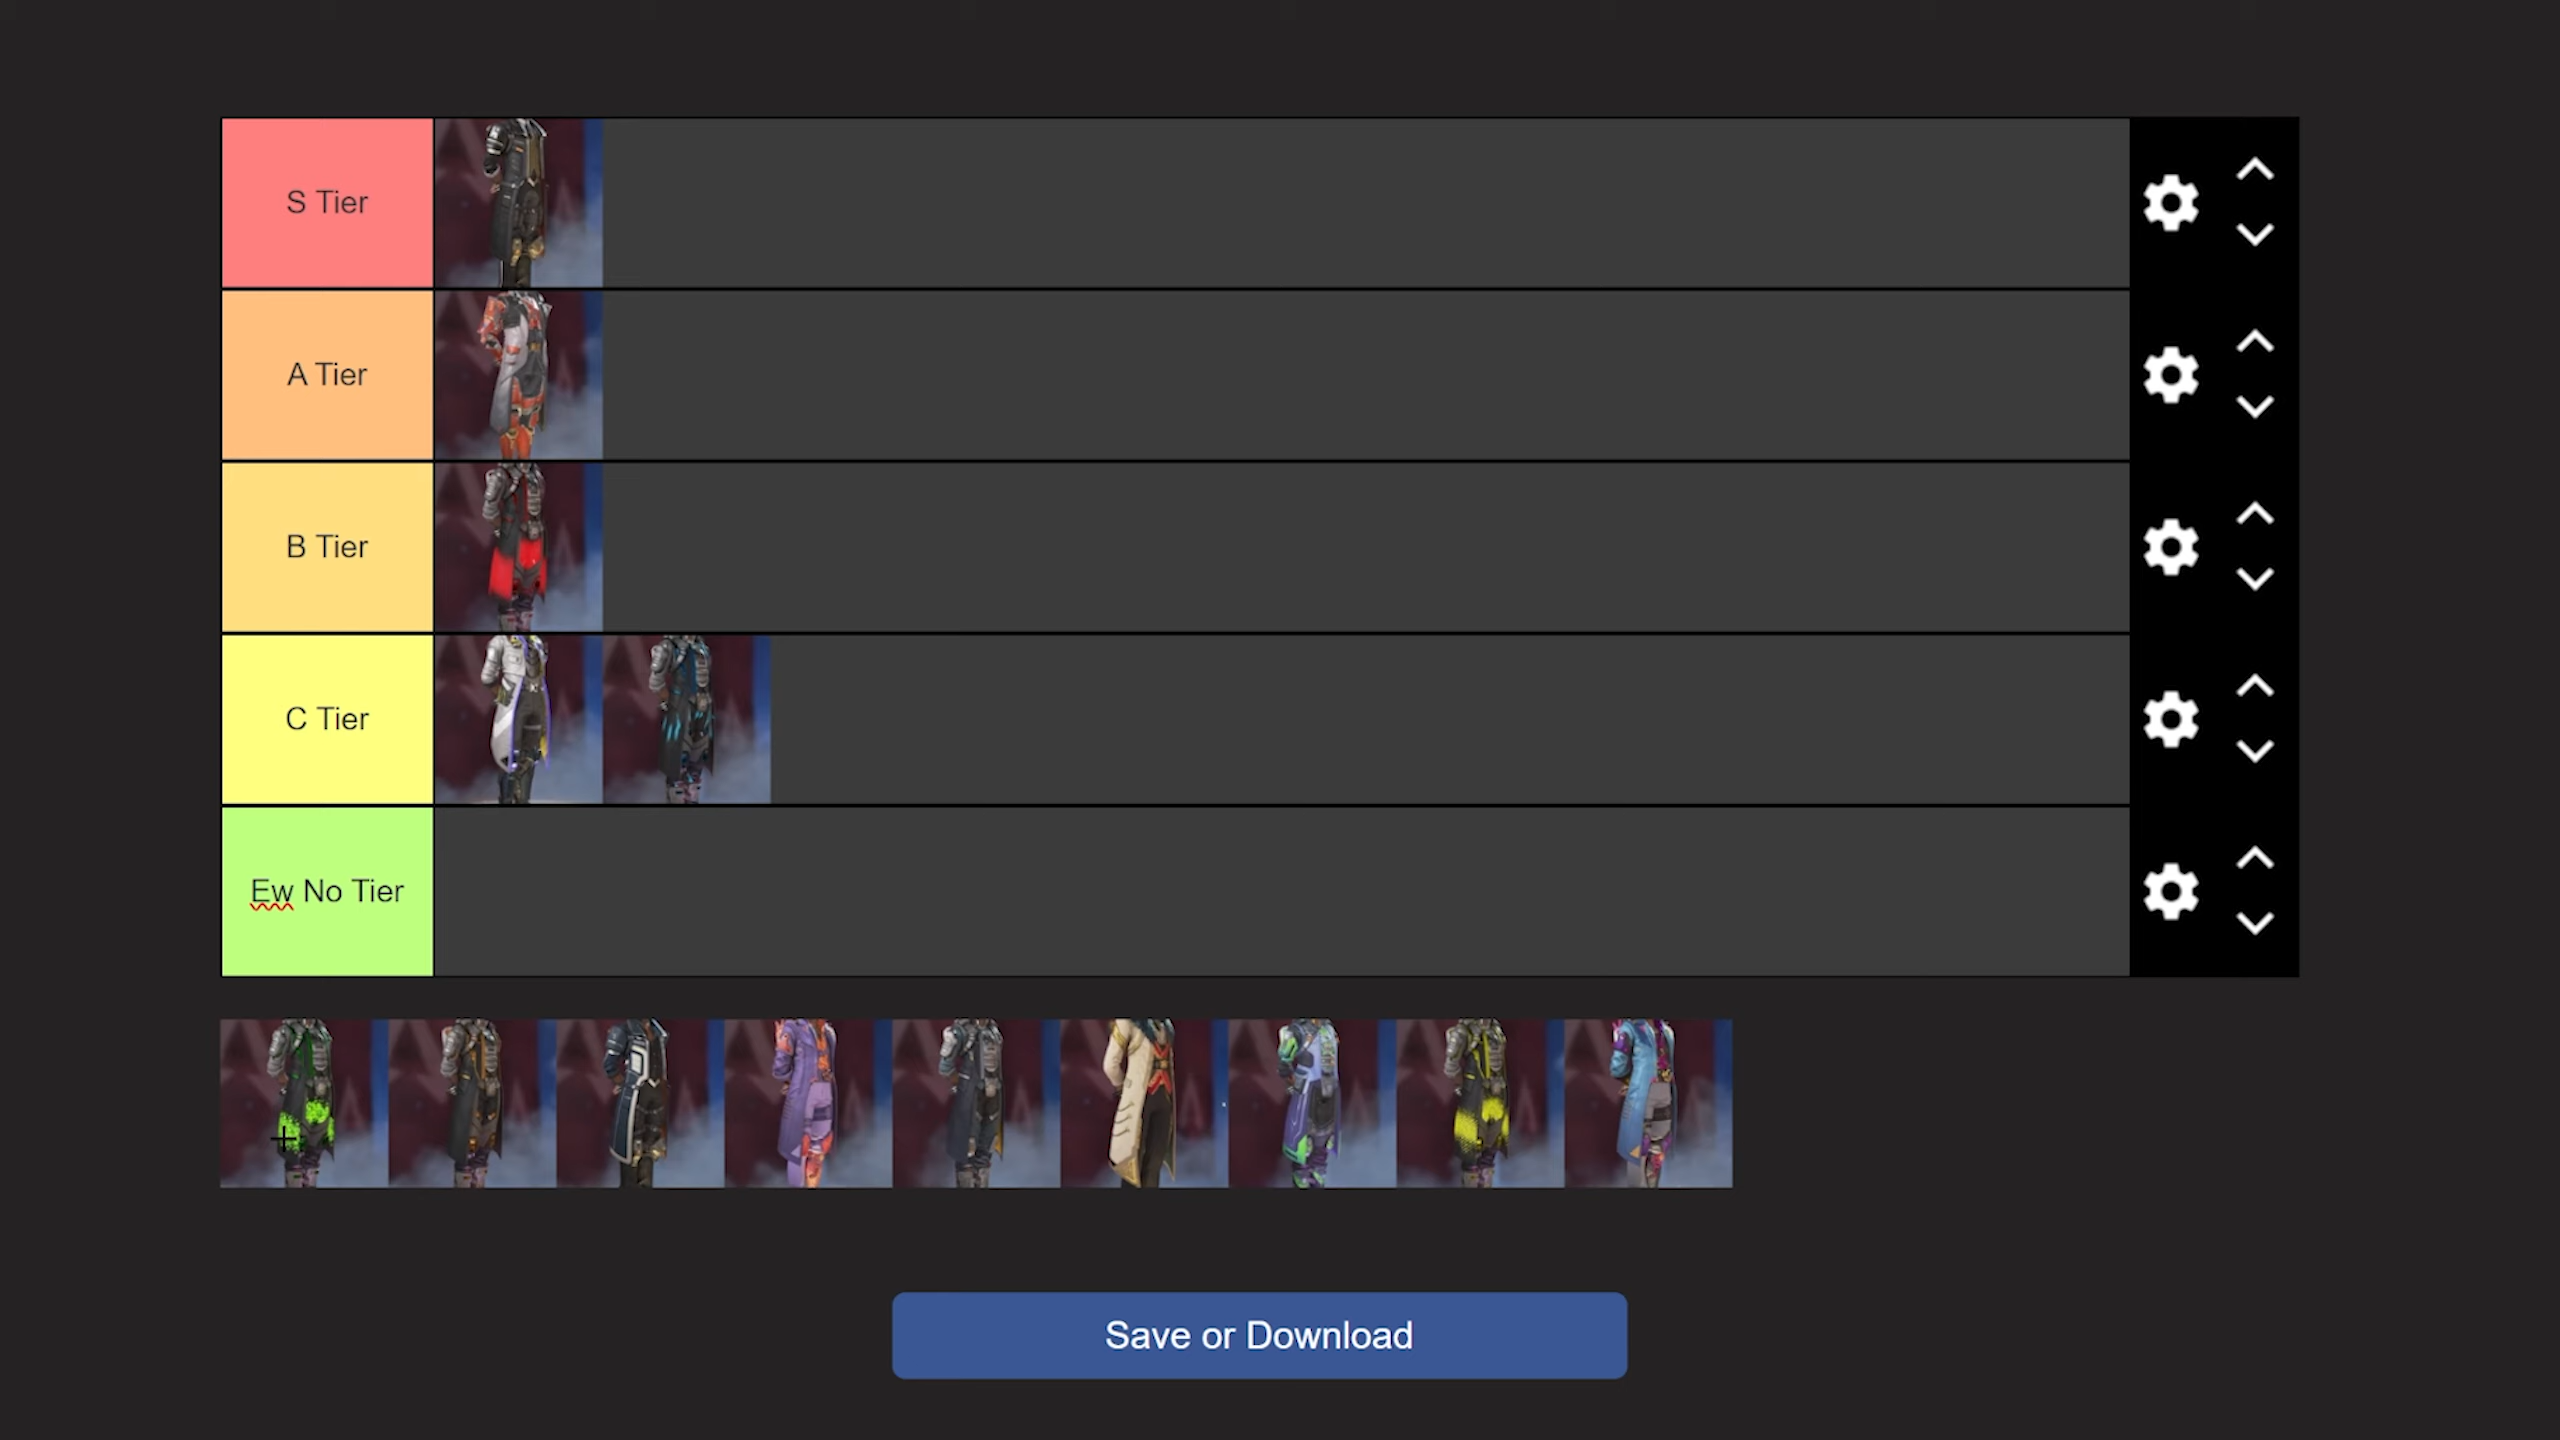 S Tier
A Tier
B Tier
C Tier
Ew No Tier
Save or Download